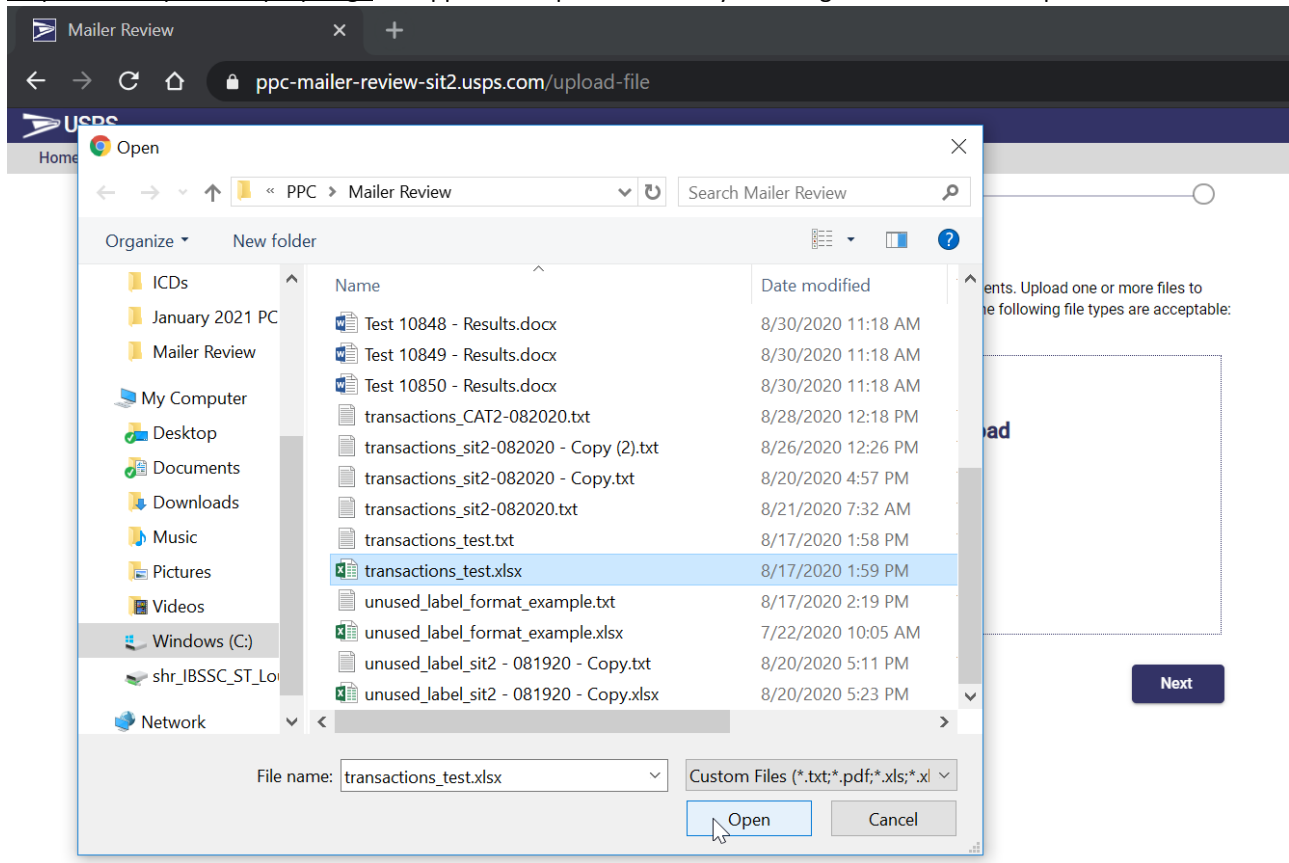 Mailer Review
ppc-mailer-review-sit2.usps.com/upload-file
USPS
Home
Open
« PPC > Mailer Review
Search Mailer Review
Organize
New folder
Name
Date modified
ICDs
January 2021 PC
Mailer Review
My Computer
Desktop
Documents
Downloads
Music
Pictures
Videos
Windows (C:)
shr_IBSSC_ST_Lo
Network
Test 10848 - Results.docx 8/30/2020 11:18 AM
Test 10849 - Results.docx 8/30/2020 11:18 AM
Test 10850 - Results.docx 8/30/2020 11:18 AM
transactions_CAT2-082020.txt 8/28/2020 12:18 PM
transactions_sit2-082020 - Copy (2).txt 8/26/2020 12:26 PM
transactions_sit2-082020 - Copy.txt 8/20/2020 4:57 PM
transactions_sit2-082020.txt 8/21/2020 7:32 AM
transactions_test.txt 8/17/2020 1:58 PM
transactions_test.xlsx 8/17/2020 1:59 PM
unused_label_format_example.txt 8/17/2020 2:19 PM
unused_label_format_example.xlsx 7/22/2020 10:05 AM
unused_label_sit2 - 081920 - Copy.txt 8/20/2020 5:11 PM
unused_label_sit2 - 081920 - Copy.xlsx 8/20/2020 5:23 PM
File name: transactions_test.xlsx
Custom Files (*.txt;*.pdf;*.xls;*.xl
Open
Cancel
ents. Upload one or more files to
he following file types are acceptable:
oad
Next